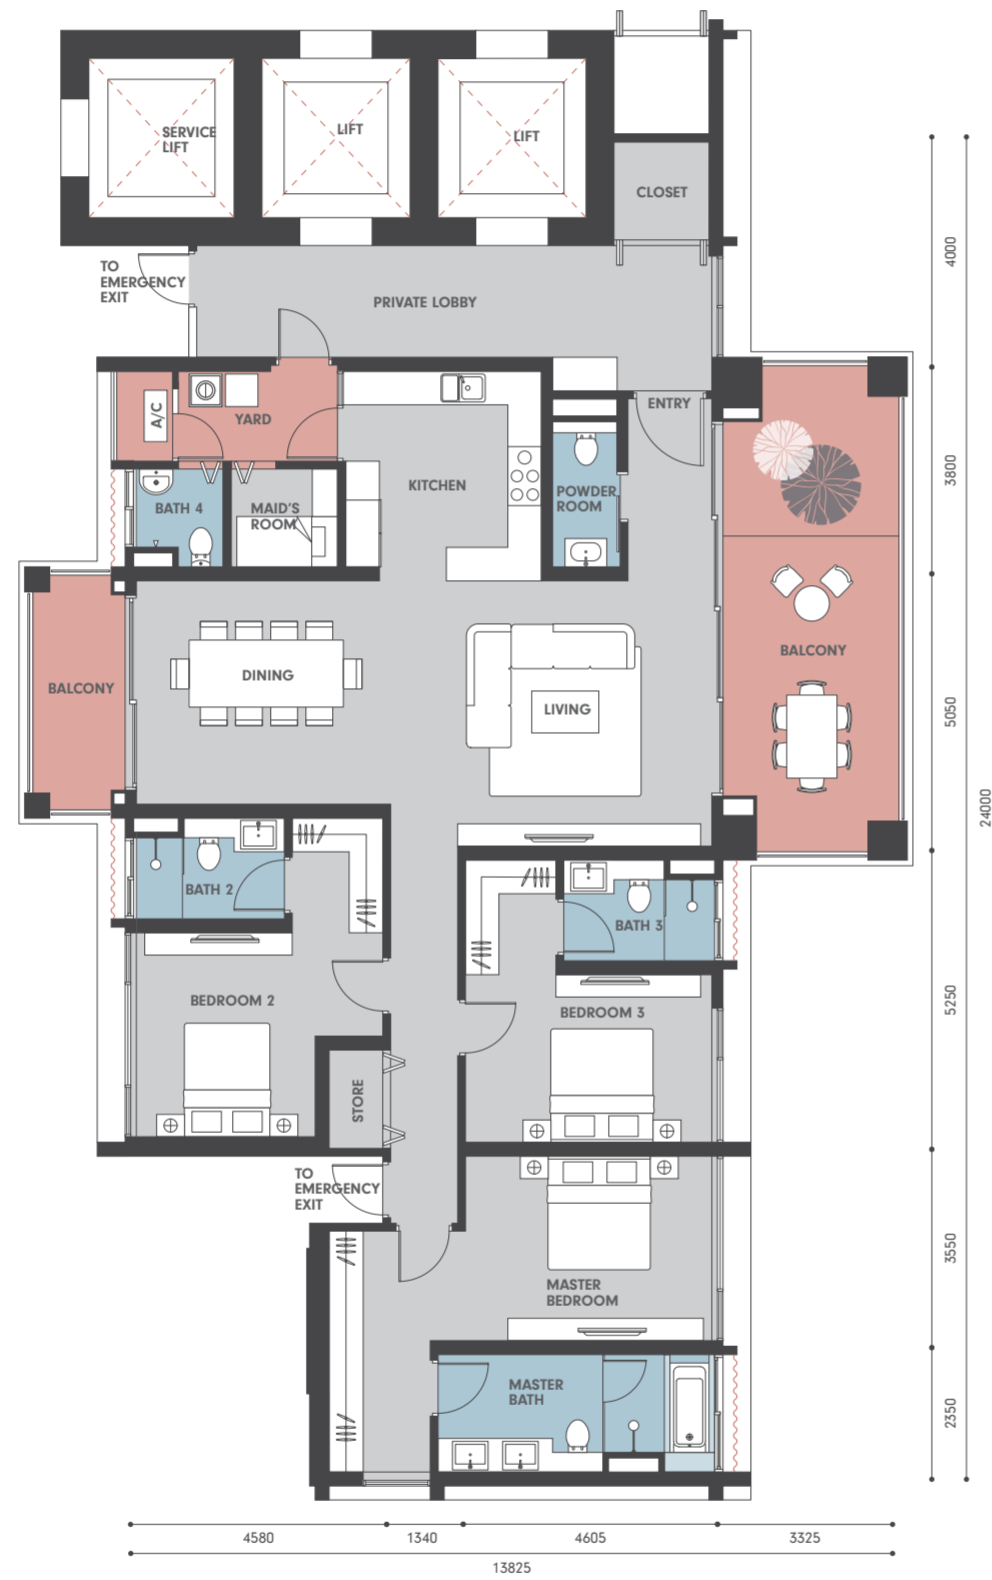 SERVICE
LIFT
LIFT
LIFT
CLOSET
TO
EMERGENCY
EXIT
PRIVATE LOBBY
4000
A/C
YARD
ENTRY
KITCHEN
3800
BATH 4
MAID'S
ROOM
POWDER
ROOM
BALCONY
DINING
LIVING
BALCONY
5050
24000
BATH 2
BATH 3
BEDROOM 2
BEDROOM 3
5250
STORE
TO
EMERGENCY
EXIT
MASTER
BEDROOM
3550
MASTER
BATH
2350
4580
1340
4605
3325
13825